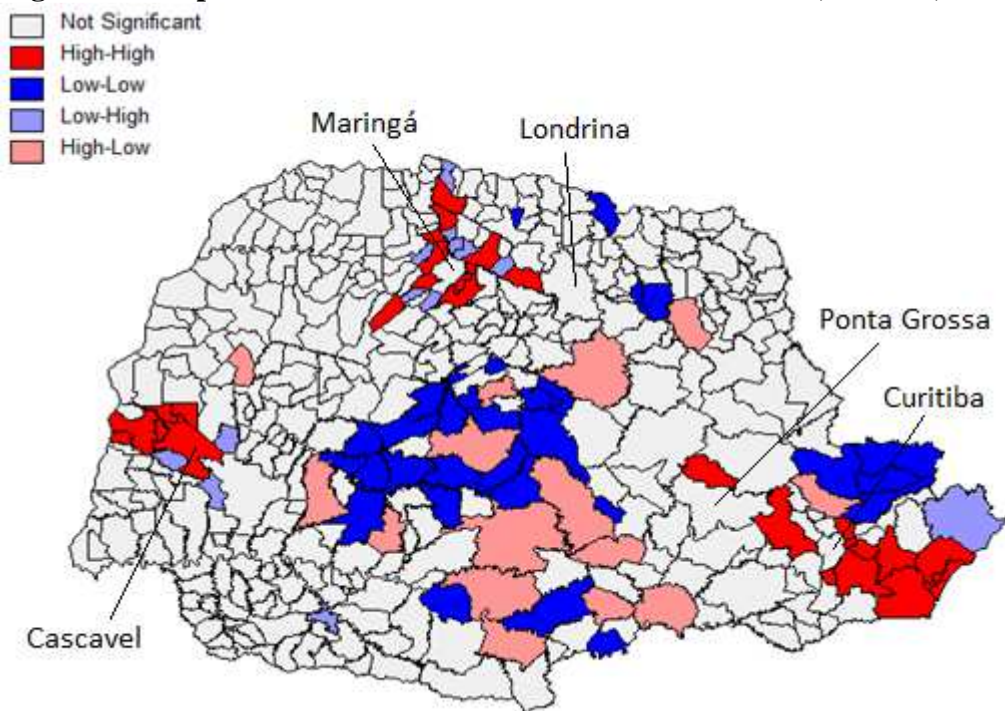 Not Significant
High-High
Low-Low
Low-High
High-Low
Maringá
Londrina
Ponta Grossa
Curitiba
Cascavel